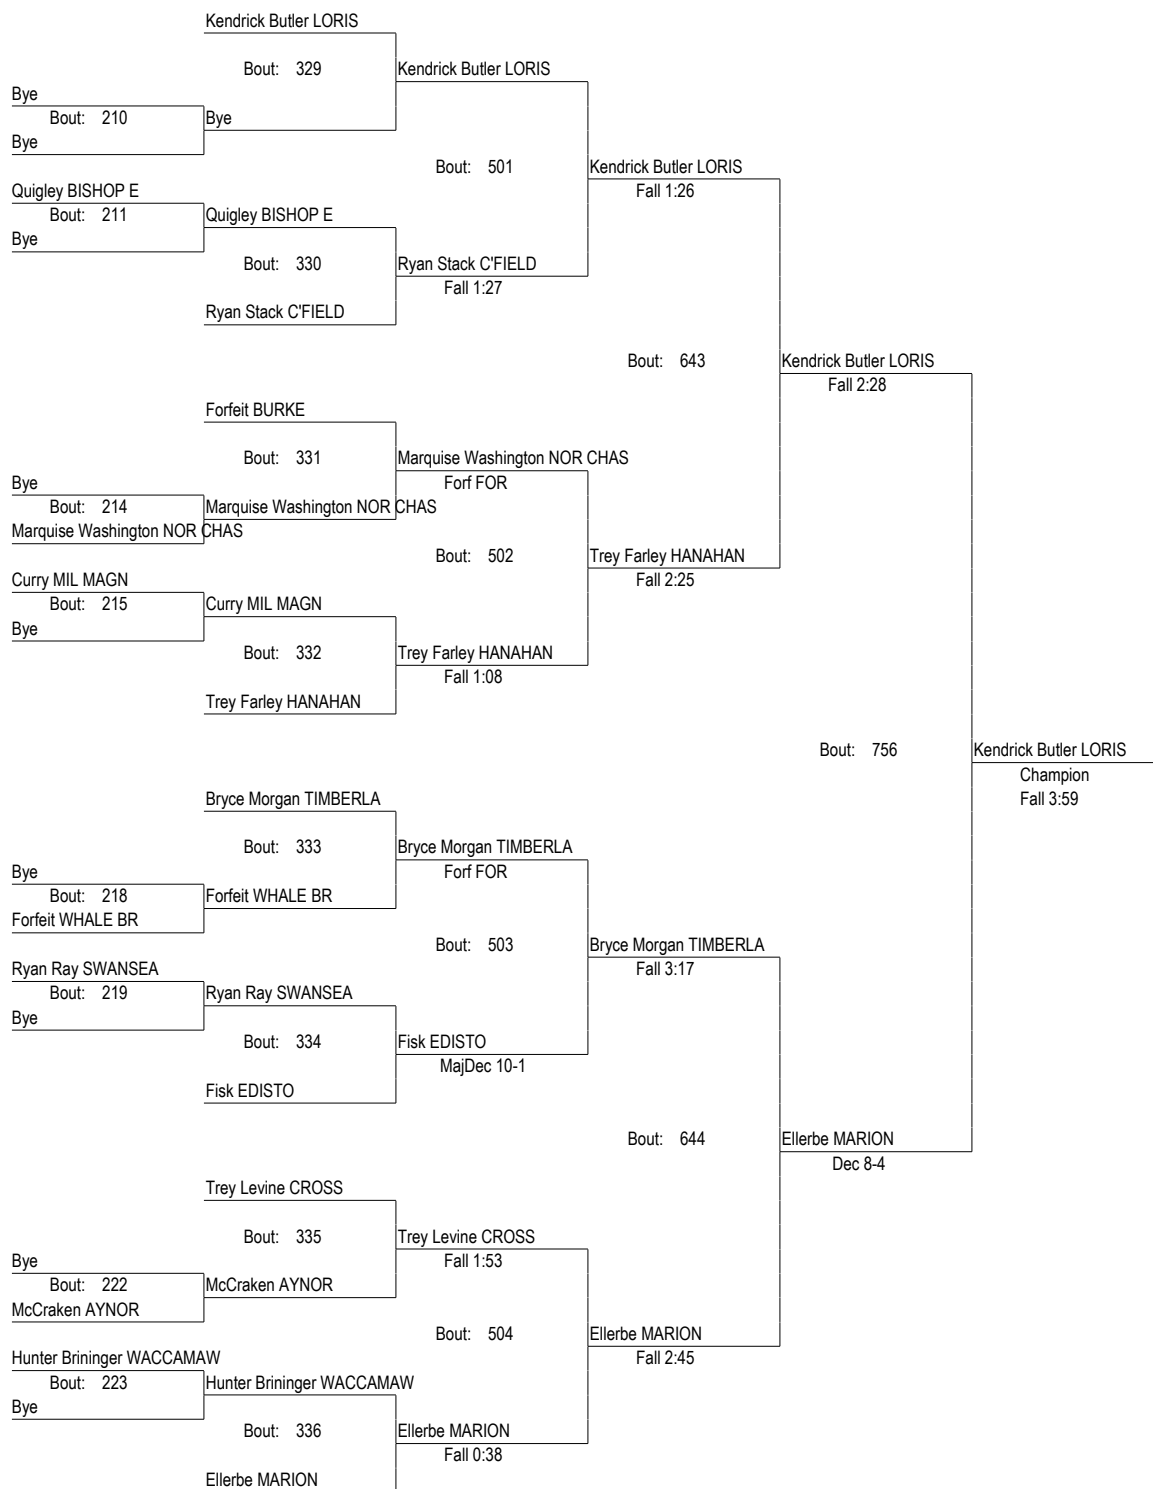 Kendrick Butler LORIS
Bout: 329
Kendrick Butler LORIS
Bye
Bout: 210
Bye
Bye
Bout: 501
Kendrick Butler LORIS
Fall 1:26
Quigley BISHOP E
Bout: 211
Quigley BISHOP E
Bye
Bout: 330
Ryan Stack C'FIELD
Fall 1:27
Ryan Stack C'FIELD
Bout: 643
Kendrick Butler LORIS
Fall 2:28
Forfeit BURKE
Bout: 331
Marquise Washington NOR CHAS
Forf FOR
Bye
Bout: 214
Marquise Washington NOR CHAS
Marquise Washington NOR CHAS
Bout: 502
Trey Farley HANAHAN
Fall 2:25
Curry MIL MAGN
Bout: 215
Curry MIL MAGN
Bye
Bout: 332
Trey Farley HANAHAN
Fall 1:08
Trey Farley HANAHAN
Bout: 756
Kendrick Butler LORIS
Champion
Fall 3:59
Bryce Morgan TIMBERLA
Bout: 333
Bryce Morgan TIMBERLA
Forf FOR
Bye
Bout: 218
Forfeit WHALE BR
Forfeit WHALE BR
Bout: 503
Bryce Morgan TIMBERLA
Fall 3:17
Ryan Ray SWANSEA
Bout: 219
Ryan Ray SWANSEA
Bye
Bout: 334
Fisk EDISTO
MajDec 10-1
Fisk EDISTO
Bout: 644
Ellerbe MARION
Dec 8-4
Trey Levine CROSS
Bout: 335
Trey Levine CROSS
Fall 1:53
Bye
Bout: 222
McCraken AYNOR
McCraken AYNOR
Bout: 504
Ellerbe MARION
Fall 2:45
Hunter Brininger WACCAMAW
Bout: 223
Hunter Brininger WACCAMAW
Bye
Bout: 336
Ellerbe MARION
Fall 0:38
Ellerbe MARION